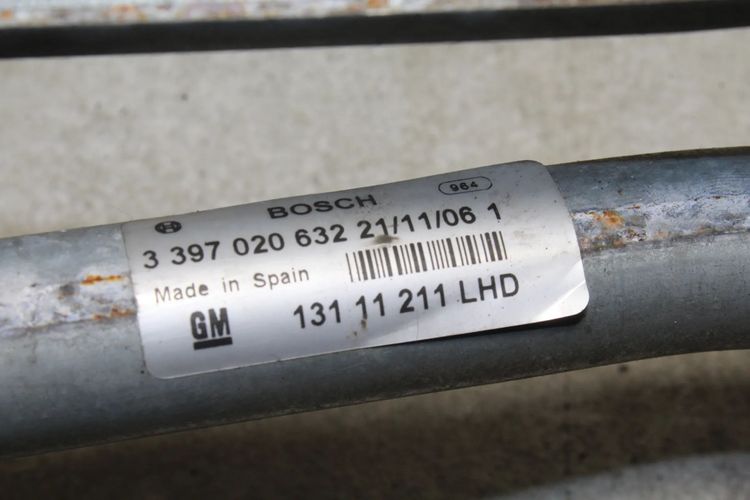 BOSCH 964
3 397 020 632 21/11/06 1
Made in Spain
GM 131 11 211 LHD